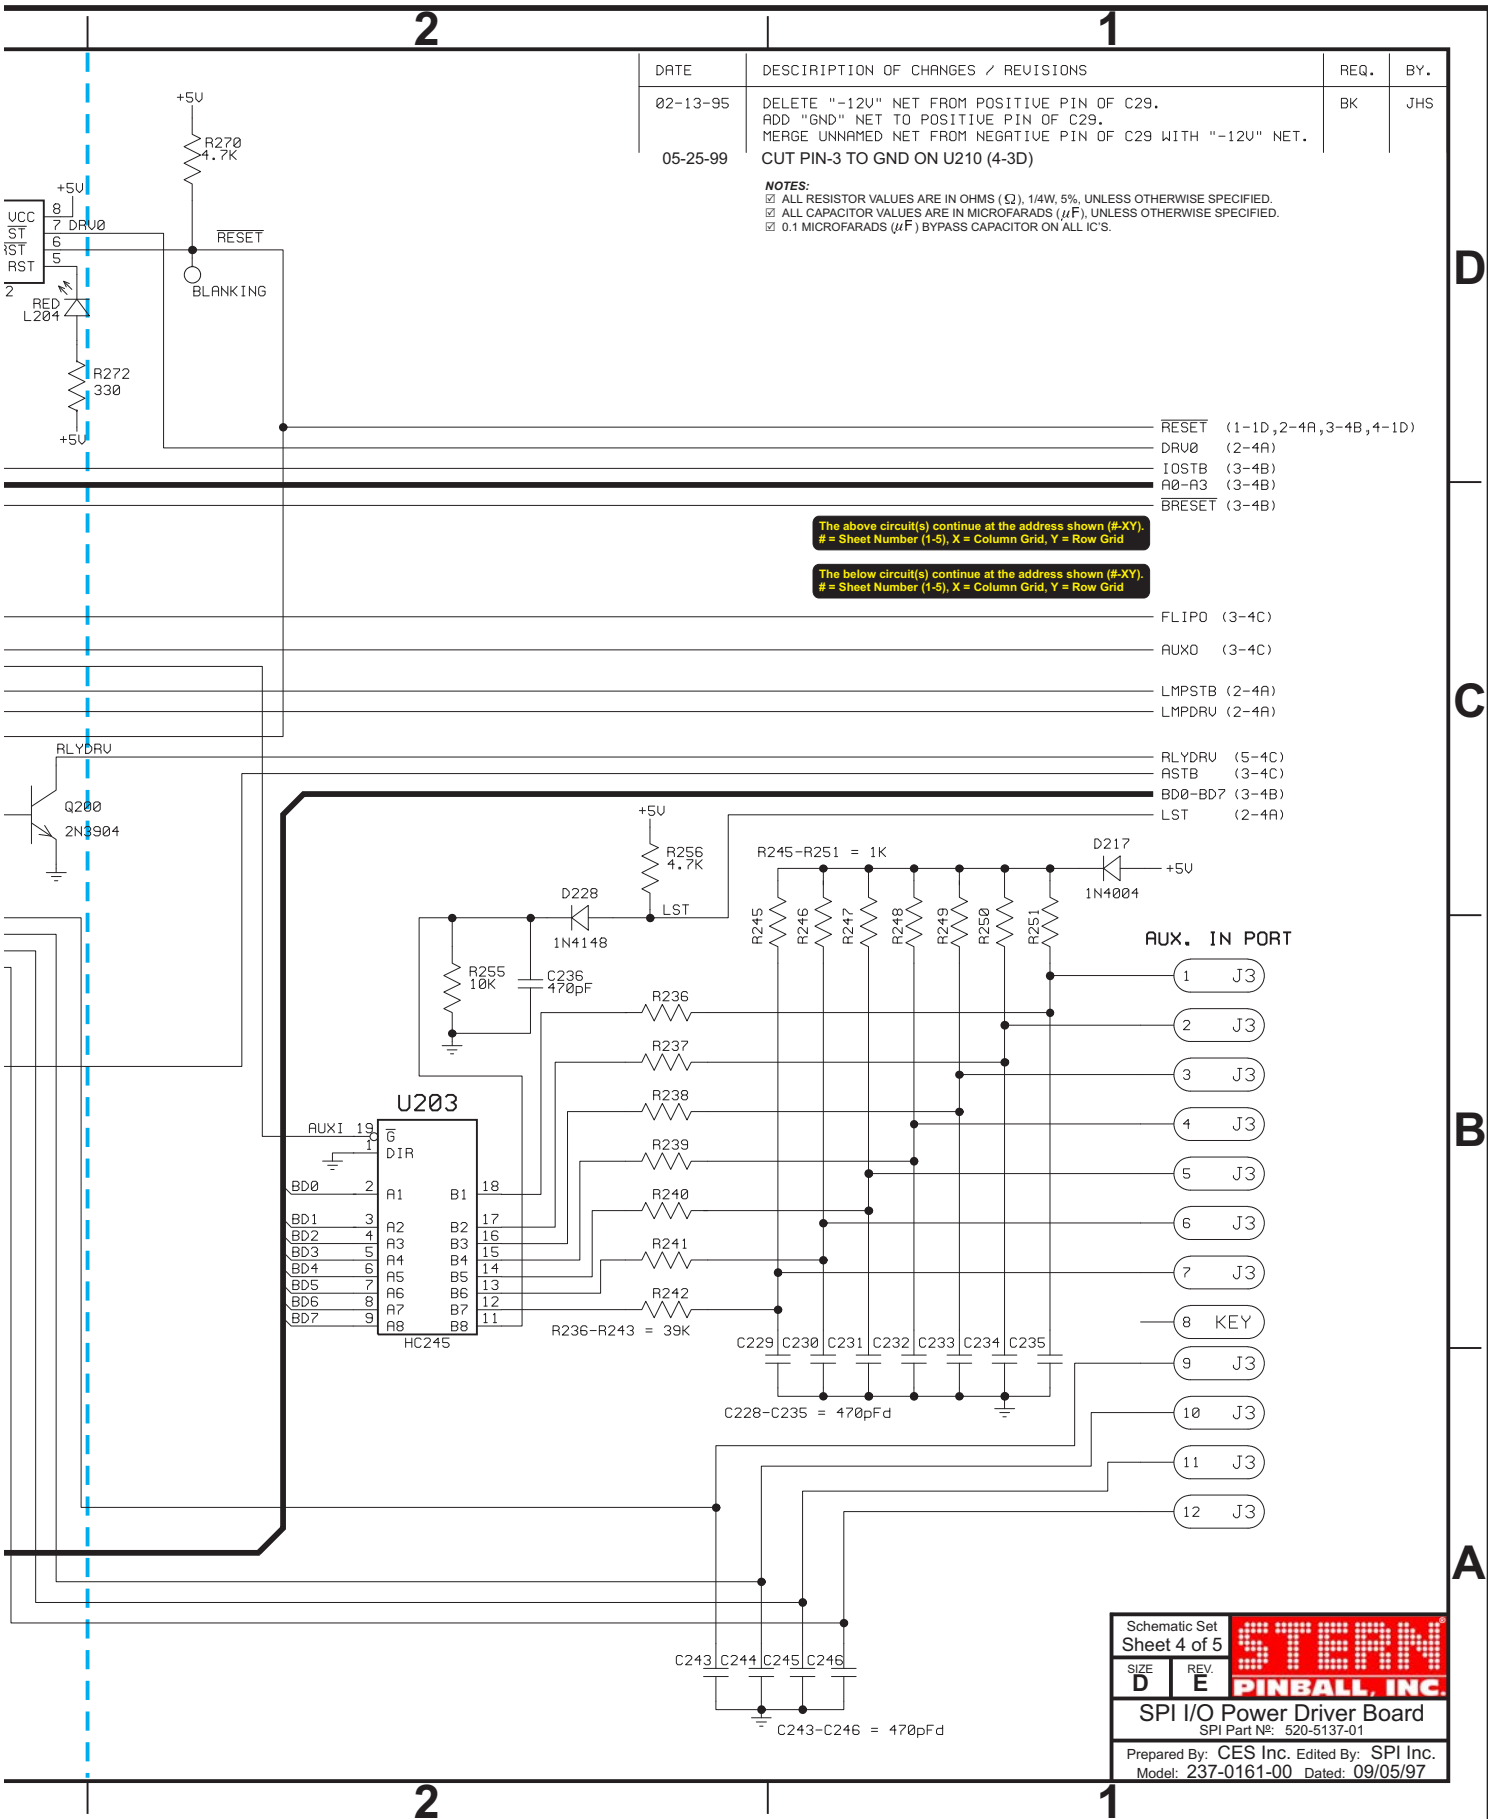 2 1
DATE DESCIRIPTION OF CHANGES / REVISIONS REQ. BY.
02-13-95 DELETE "-12V" NET FROM POSITIVE PIN OF C29. BK JHS
ADD "GND" NET TO POSITIVE PIN OF C29.
MERGE UNNAMED NET FROM NEGATIVE PIN OF C29 WITH "-12V" NET.
05-25-99 CUT PIN-3 TO GND ON U210 (4-3D)
NOTES:
☑ ALL RESISTOR VALUES ARE IN OHMS (Ω), 1/4W, 5%, UNLESS OTHERWISE SPECIFIED.
☑ ALL CAPACITOR VALUES ARE IN MICROFARADS (μF), UNLESS OTHERWISE SPECIFIED.
☑ 0.1 MICROFARADS (μF) BYPASS CAPACITOR ON ALL IC'S.
+5V
R270
4.7K
+5V
VCC 8
ST 7 DRV0
RST 6
RST 5
2
RESET
BLANKING
RED
L204
R272
330
+5V
D
RESET (1-1D,2-4A,3-4B,4-1D)
DRV0 (2-4A)
IOSTB (3-4B)
A0-A3 (3-4B)
BRESET (3-4B)
The above circuit(s) continue at the address shown (#-XY).
# = Sheet Number (1-5), X = Column Grid, Y = Row Grid
The below circuit(s) continue at the address shown (#-XY).
# = Sheet Number (1-5), X = Column Grid, Y = Row Grid
FLIPO (3-4C)
AUXO (3-4C)
LMPSTB (2-4A)
LMPDRV (2-4A)
C
RLYDRV
RLYDRV (5-4C)
ASTB (3-4C)
BD0-BD7 (3-4B)
LST (2-4A)
Q200
2N3904
+5V
R256
4.7K
LST
D228
1N4148
R255
10K
C236
470pF
R245-R251 = 1K
D217
1N4004
+5V
R245 R246 R247 R248 R249 R250 R251
AUX. IN PORT
1 J3
2 J3
3 J3
4 J3
5 J3
6 J3
7 J3
8 KEY
9 J3
10 J3
11 J3
12 J3
R236
R237
R238
R239
R240
R241
R242
R236-R243 = 39K
B
U203
AUXI 19 G
1 DIR
BD0 2 A1 B1 18
BD1 3 A2 B2 17
BD2 4 A3 B3 16
BD3 5 A4 B4 15
BD4 6 A5 B5 14
BD5 7 A6 B6 13
BD6 8 A7 B7 12
BD7 9 A8 B8 11
HC245
C229 C230 C231 C232 C233 C234 C235
C228-C235 = 470pFd
A
C243 C244 C245 C246
C243-C246 = 470pFd
Schematic Set
Sheet 4 of 5
SIZE D REV. E
STERN®
PINBALL, INC.
SPI I/O Power Driver Board
SPI Part Nº: 520-5137-01
Prepared By: CES Inc. Edited By: SPI Inc.
Model: 237-0161-00 Dated: 09/05/97
2 1